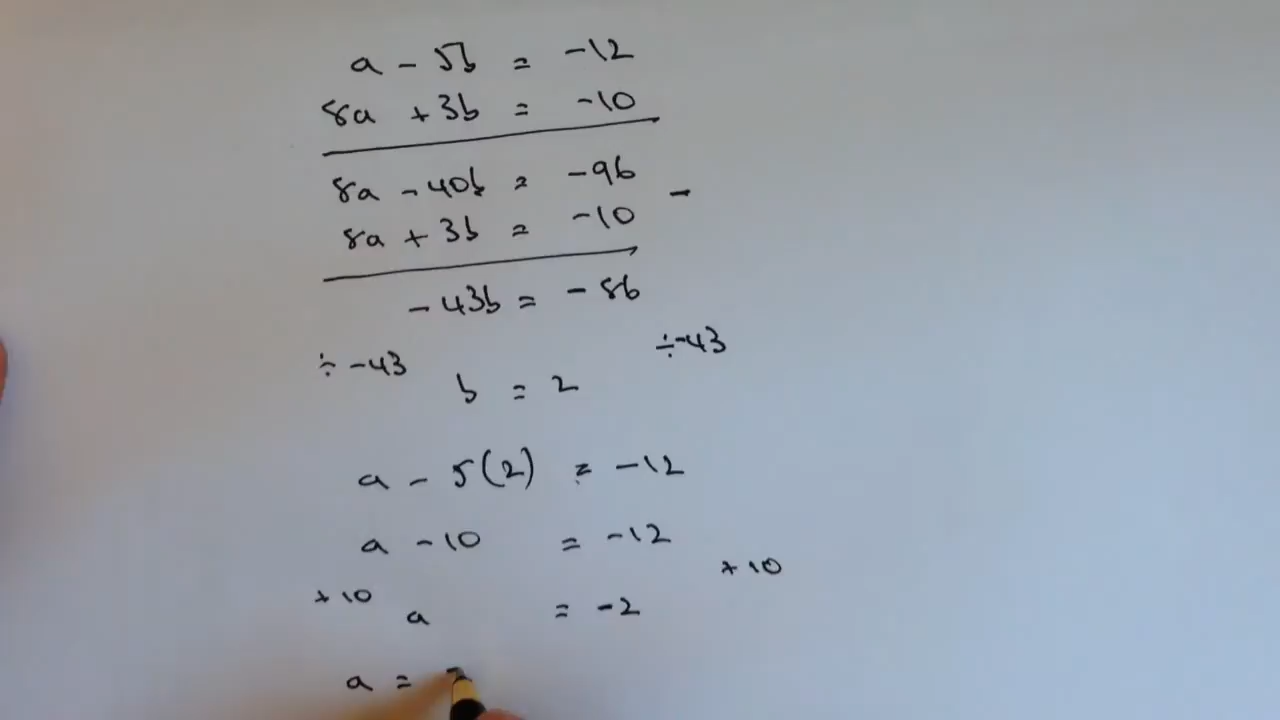 a - 5b = -12
8a + 3b = -10
8a - 40b = -96
8a + 3b = -10
-
-43b = -86
÷ -43 ÷-43
b = 2
a - 5(2) = -12
a - 10 = -12
+10 +10
a = -2
a =